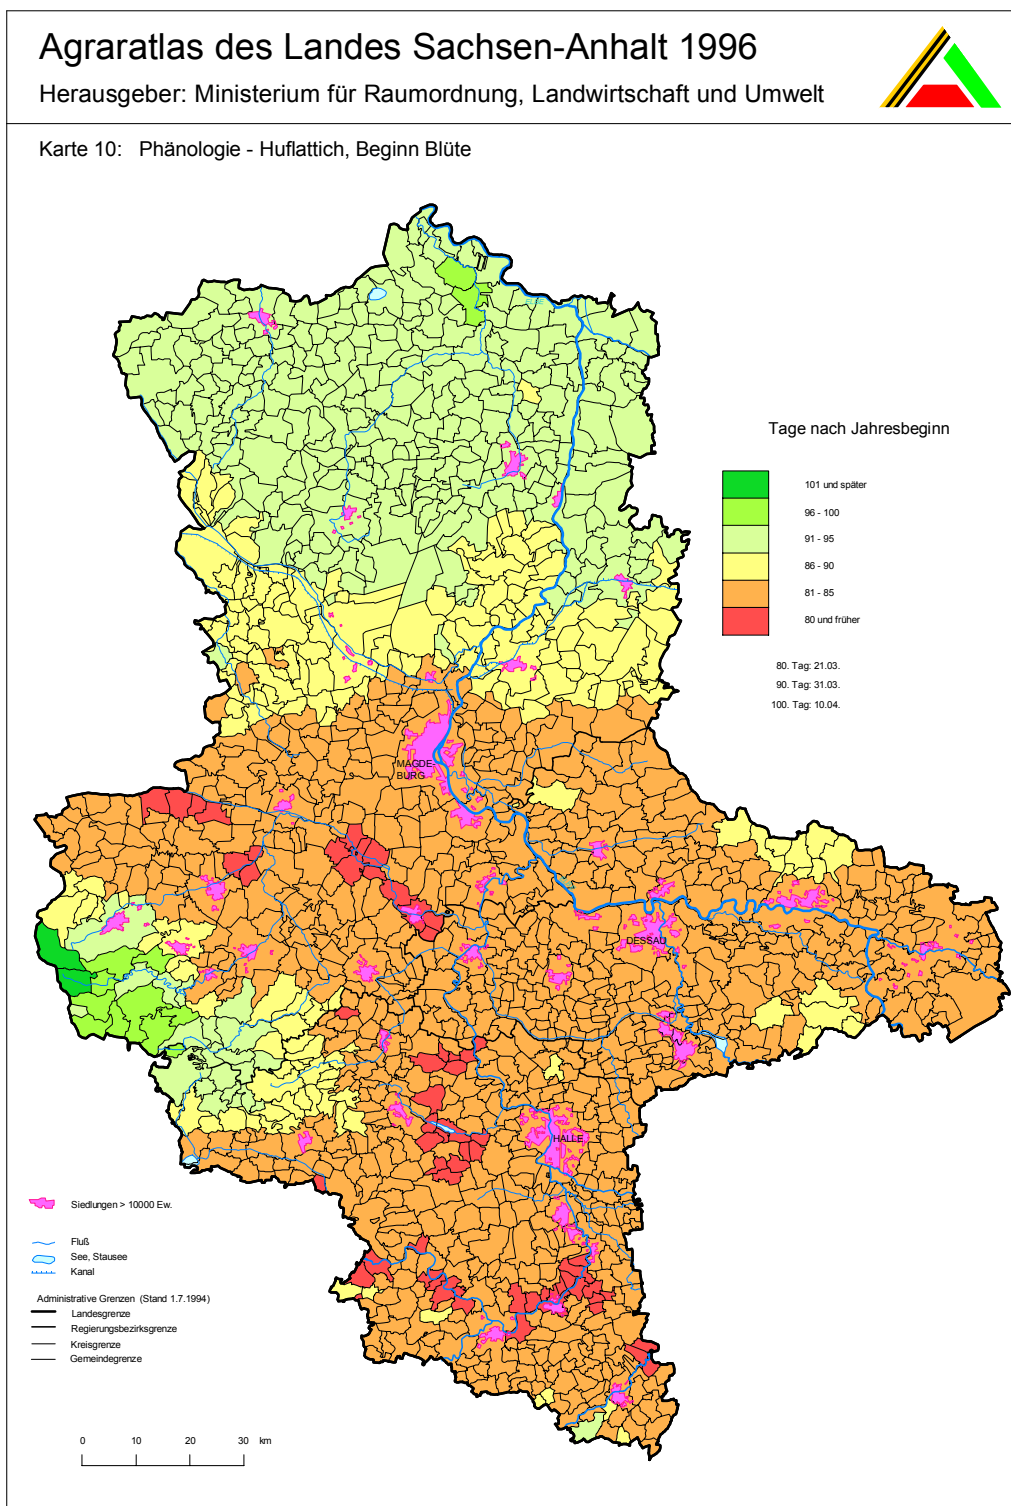 Agraratlas des Landes Sachsen-Anhalt 1996
Herausgeber: Ministerium für Raumordnung, Landwirtschaft und Umwelt
Karte 10: Phänologie - Huflattich, Beginn Blüte
Tage nach Jahresbeginn
101 und später
96 - 100
91 - 95
86 - 90
81 - 85
80 und früher
80. Tag: 21.03.
90. Tag: 31.03.
100. Tag: 10.04.
MAGDE-
BURG
DESSAU
HALLE
Siedlungen > 10000 Ew.
Fluß
See, Stausee
Kanal
Administrative Grenzen (Stand 1.7.1994)
Landesgrenze
Regierungsbezirksgrenze
Kreisgrenze
Gemeindegrenze
0 10 20 30 km